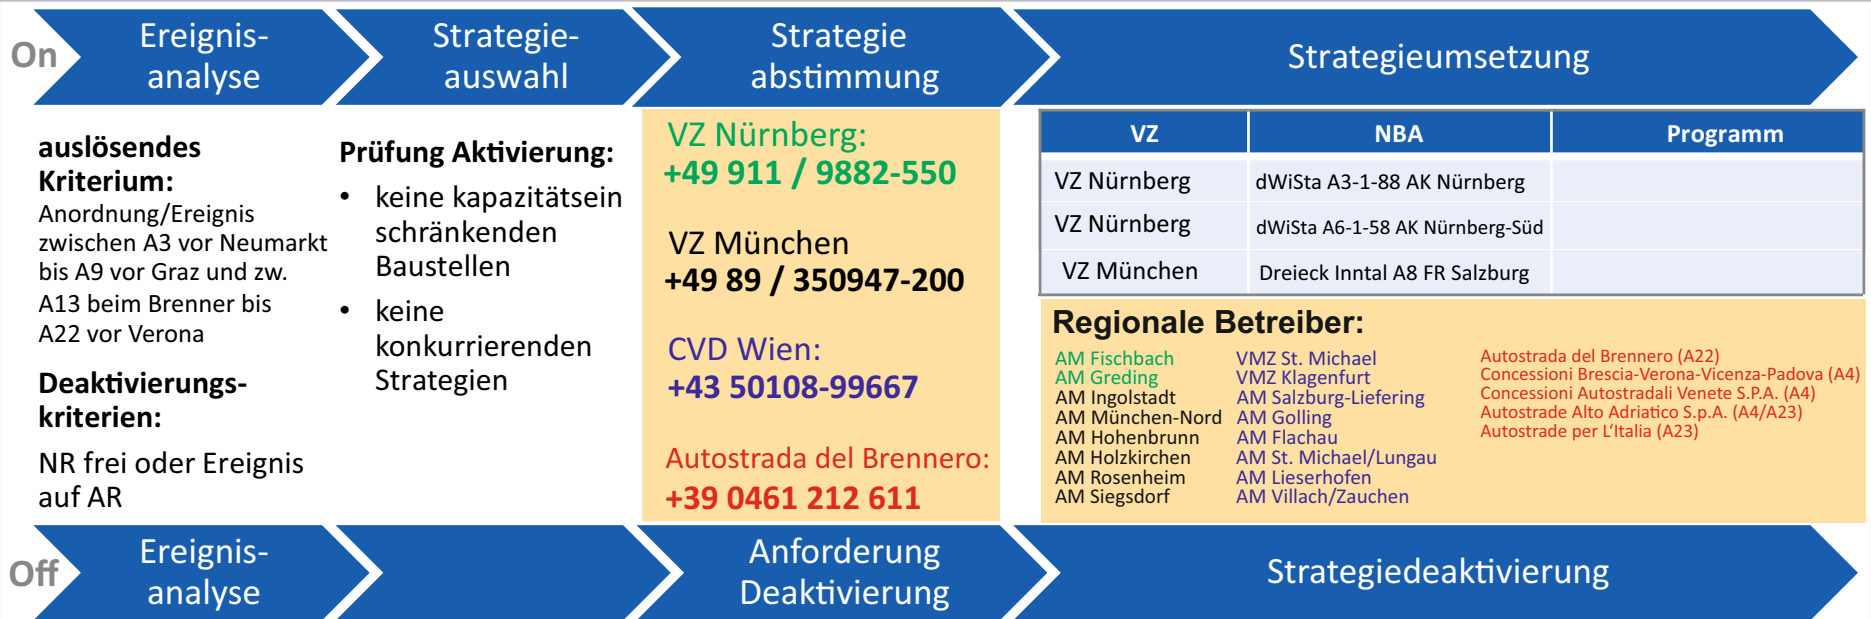 On
Ereignis-
analyse
Strategie-
auswahl
Strategie
abstimmung
Strategieumsetzung
auslösendes
Kriterium:
Anordnung/Ereignis
zwischen A3 vor Neumarkt
bis A9 vor Graz und zw.
A13 beim Brenner bis
A22 vor Verona
Deaktivierungs-
kriterien:
NR frei oder Ereignis
auf AR
Prüfung Aktivierung:
• keine kapazitätsein
schränkenden
Baustellen
• keine
konkurrierenden
Strategien
VZ Nürnberg:
+49 911 / 9882-550
VZ München
+49 89 / 350947-200
CVD Wien:
+43 50108-99667
Autostrada del Brennero:
+39 0461 212 611
VZ NBA Programm
VZ Nürnberg dWiSta A3-1-88 AK Nürnberg
VZ Nürnberg dWiSta A6-1-58 AK Nürnberg-Süd
VZ München Dreieck Inntal A8 FR Salzburg
Regionale Betreiber:
AM Fischbach
AM Greding
AM Ingolstadt
AM München-Nord
AM Hohenbrunn
AM Holzkirchen
AM Rosenheim
AM Siegsdorf
VMZ St. Michael
VMZ Klagenfurt
AM Salzburg-Liefering
AM Golling
AM Flachau
AM St. Michael/Lungau
AM Lieserhofen
AM Villach/Zauchen
Autostrada del Brennero (A22)
Concessioni Brescia-Verona-Vicenza-Padova (A4)
Concessioni Autostradali Venete S.P.A. (A4)
Autostrade Alto Adriatico S.p.A. (A4/A23)
Autostrade per L'Italia (A23)
Off
Ereignis-
analyse
Anforderung
Deaktivierung
Strategiedeaktivierung